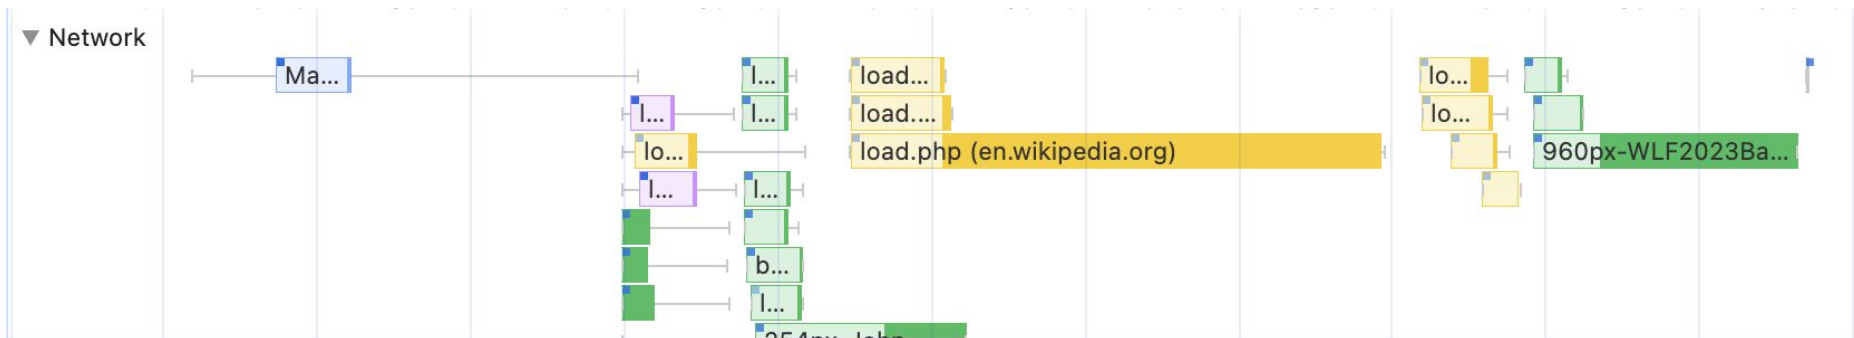 Network
Ma... l... load... lo...
l... l... load.... lo...
lo... load.php (en.wikipedia.org) 960px-WLF2023Ba...
l... l...
b...
l...